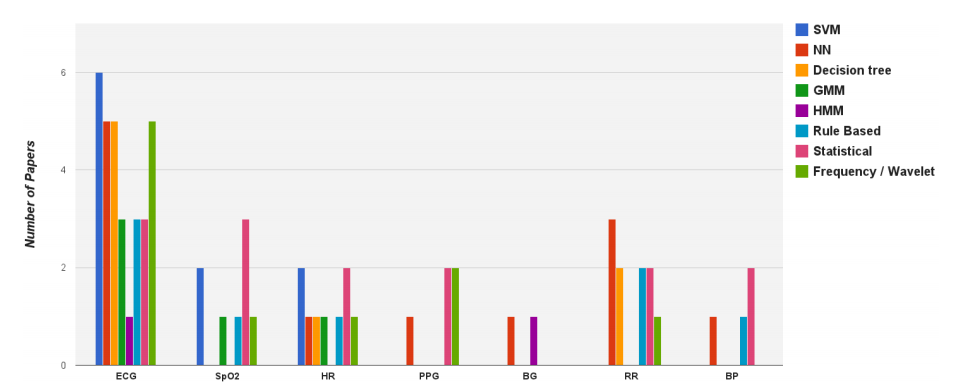 SVM
NN
Decision tree
GMM
HMM
Rule Based
Statistical
Frequency / Wavelet
Number of Papers
6
4
2
0
ECG SpO2 HR PPG BG RR BP